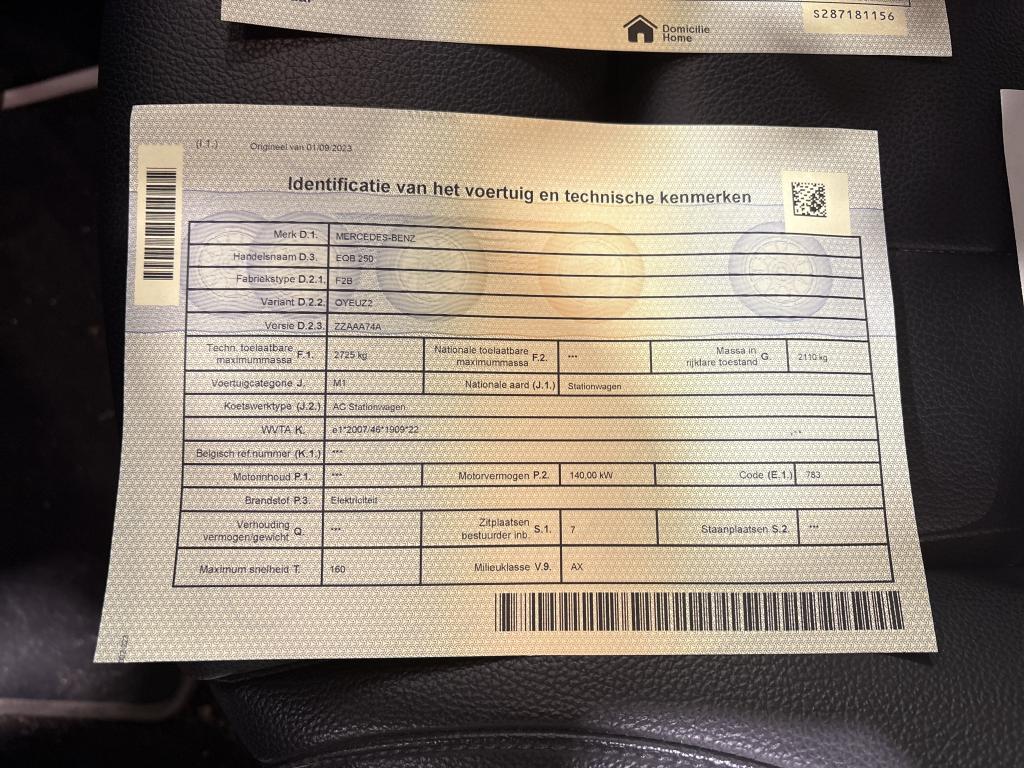 S287181156
Domicilie
Home
(I.1.) Origineel van 01/09/2023
Identificatie van het voertuig en technische kenmerken
Merk D.1. MERCEDES-BENZ
Handelsnaam D.3. EQB 250
Fabriekstype D.2.1. F2B
Variant D.2.2. OYEUZ2
Versie D.2.3. ZZAAA74A
Techn. toelaatbare maximummassa F.1. 2725 kg Nationale toelaatbare maximummassa F.2. *** Massa in rijklare toestand G. 2110 kg
Voertuigcategorie J. M1 Nationale aard (J.1.) Stationwagen
Koetswerktype (J.2.) AC Stationwagen
WVTA K. e1*2007/46*1909*22
Belgisch ref.nummer (K.1.) ***
Motorinhoud P.1. *** Motorvermogen P.2. 140,00 kW Code (E.1.) 783
Brandstof P.3. Elektriciteit
Verhouding vermogen/gewicht Q. *** Zitplaatsen bestuurder inb. S.1. 7 Staanplaatsen S.2. ***
Maximum snelheid T. 160 Milieuklasse V.9. AX